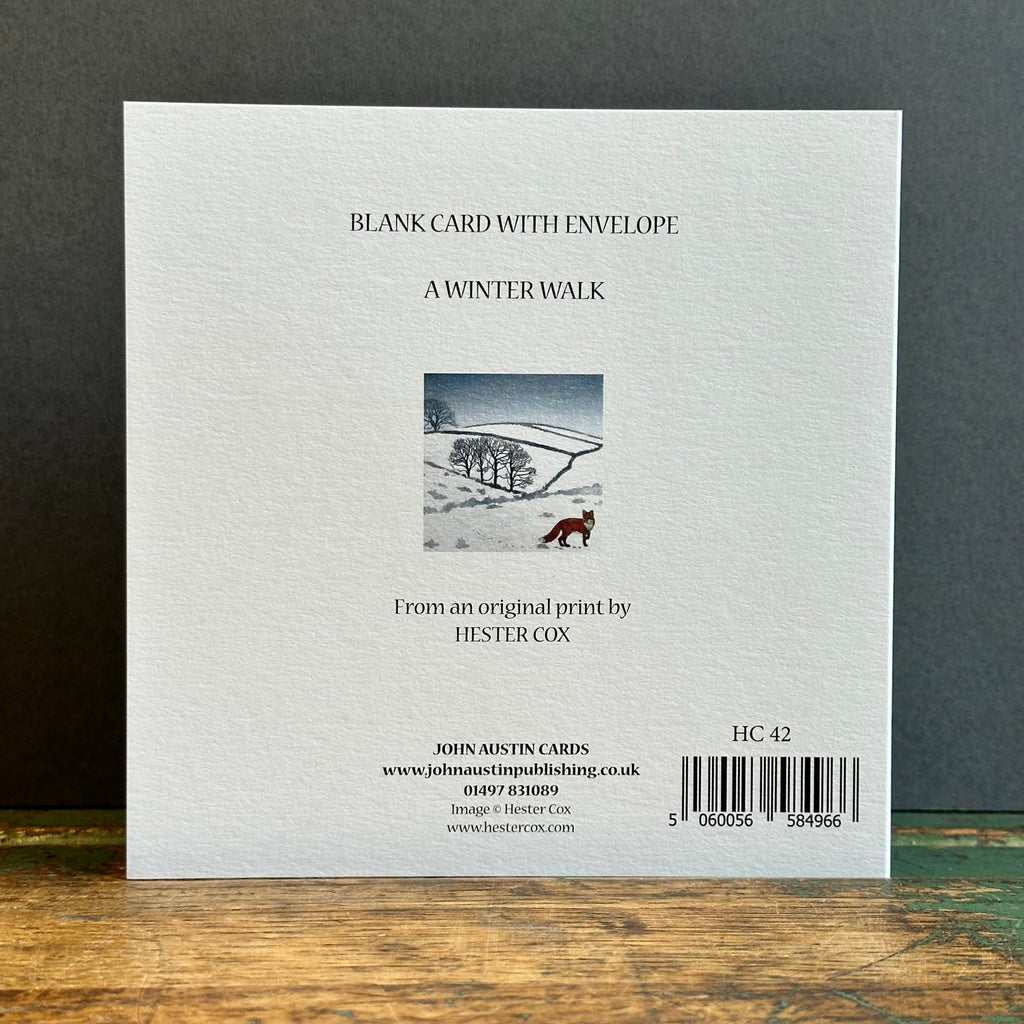 BLANK CARD WITH ENVELOPE
A WINTER WALK
From an original print by
HESTER COX
JOHN AUSTIN CARDS
www.johnaustinpublishing.co.uk
01497 831089
Image © Hester Cox
www.hestercox.com
HC 42
5 060056 584966